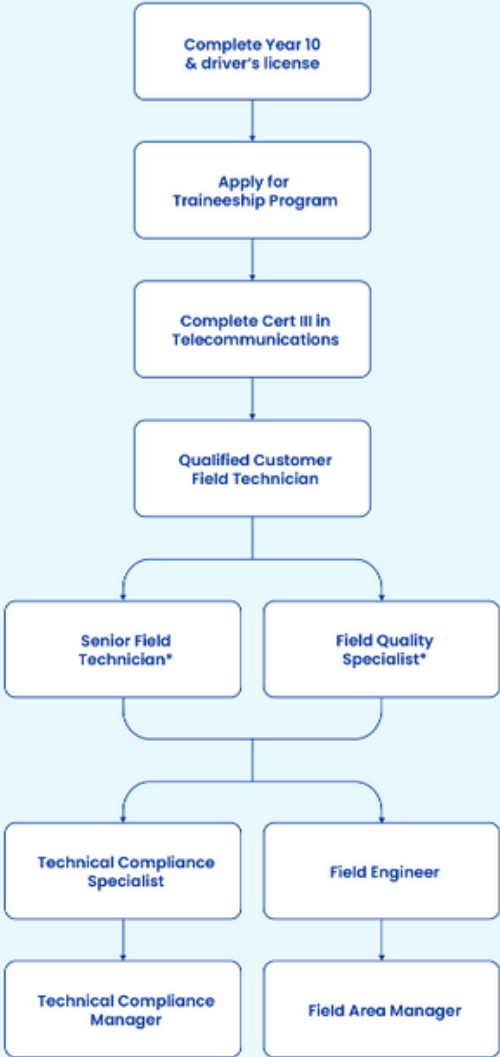 Complete Year 10
& driver's license
Apply for
Traineeship Program
Complete Cert III in
Telecommunications
Qualified Customer
Field Technician
Senior Field
Technician*
Field Quality
Specialist*
Technical Compliance
Specialist
Field Engineer
Technical Compliance
Manager
Field Area Manager